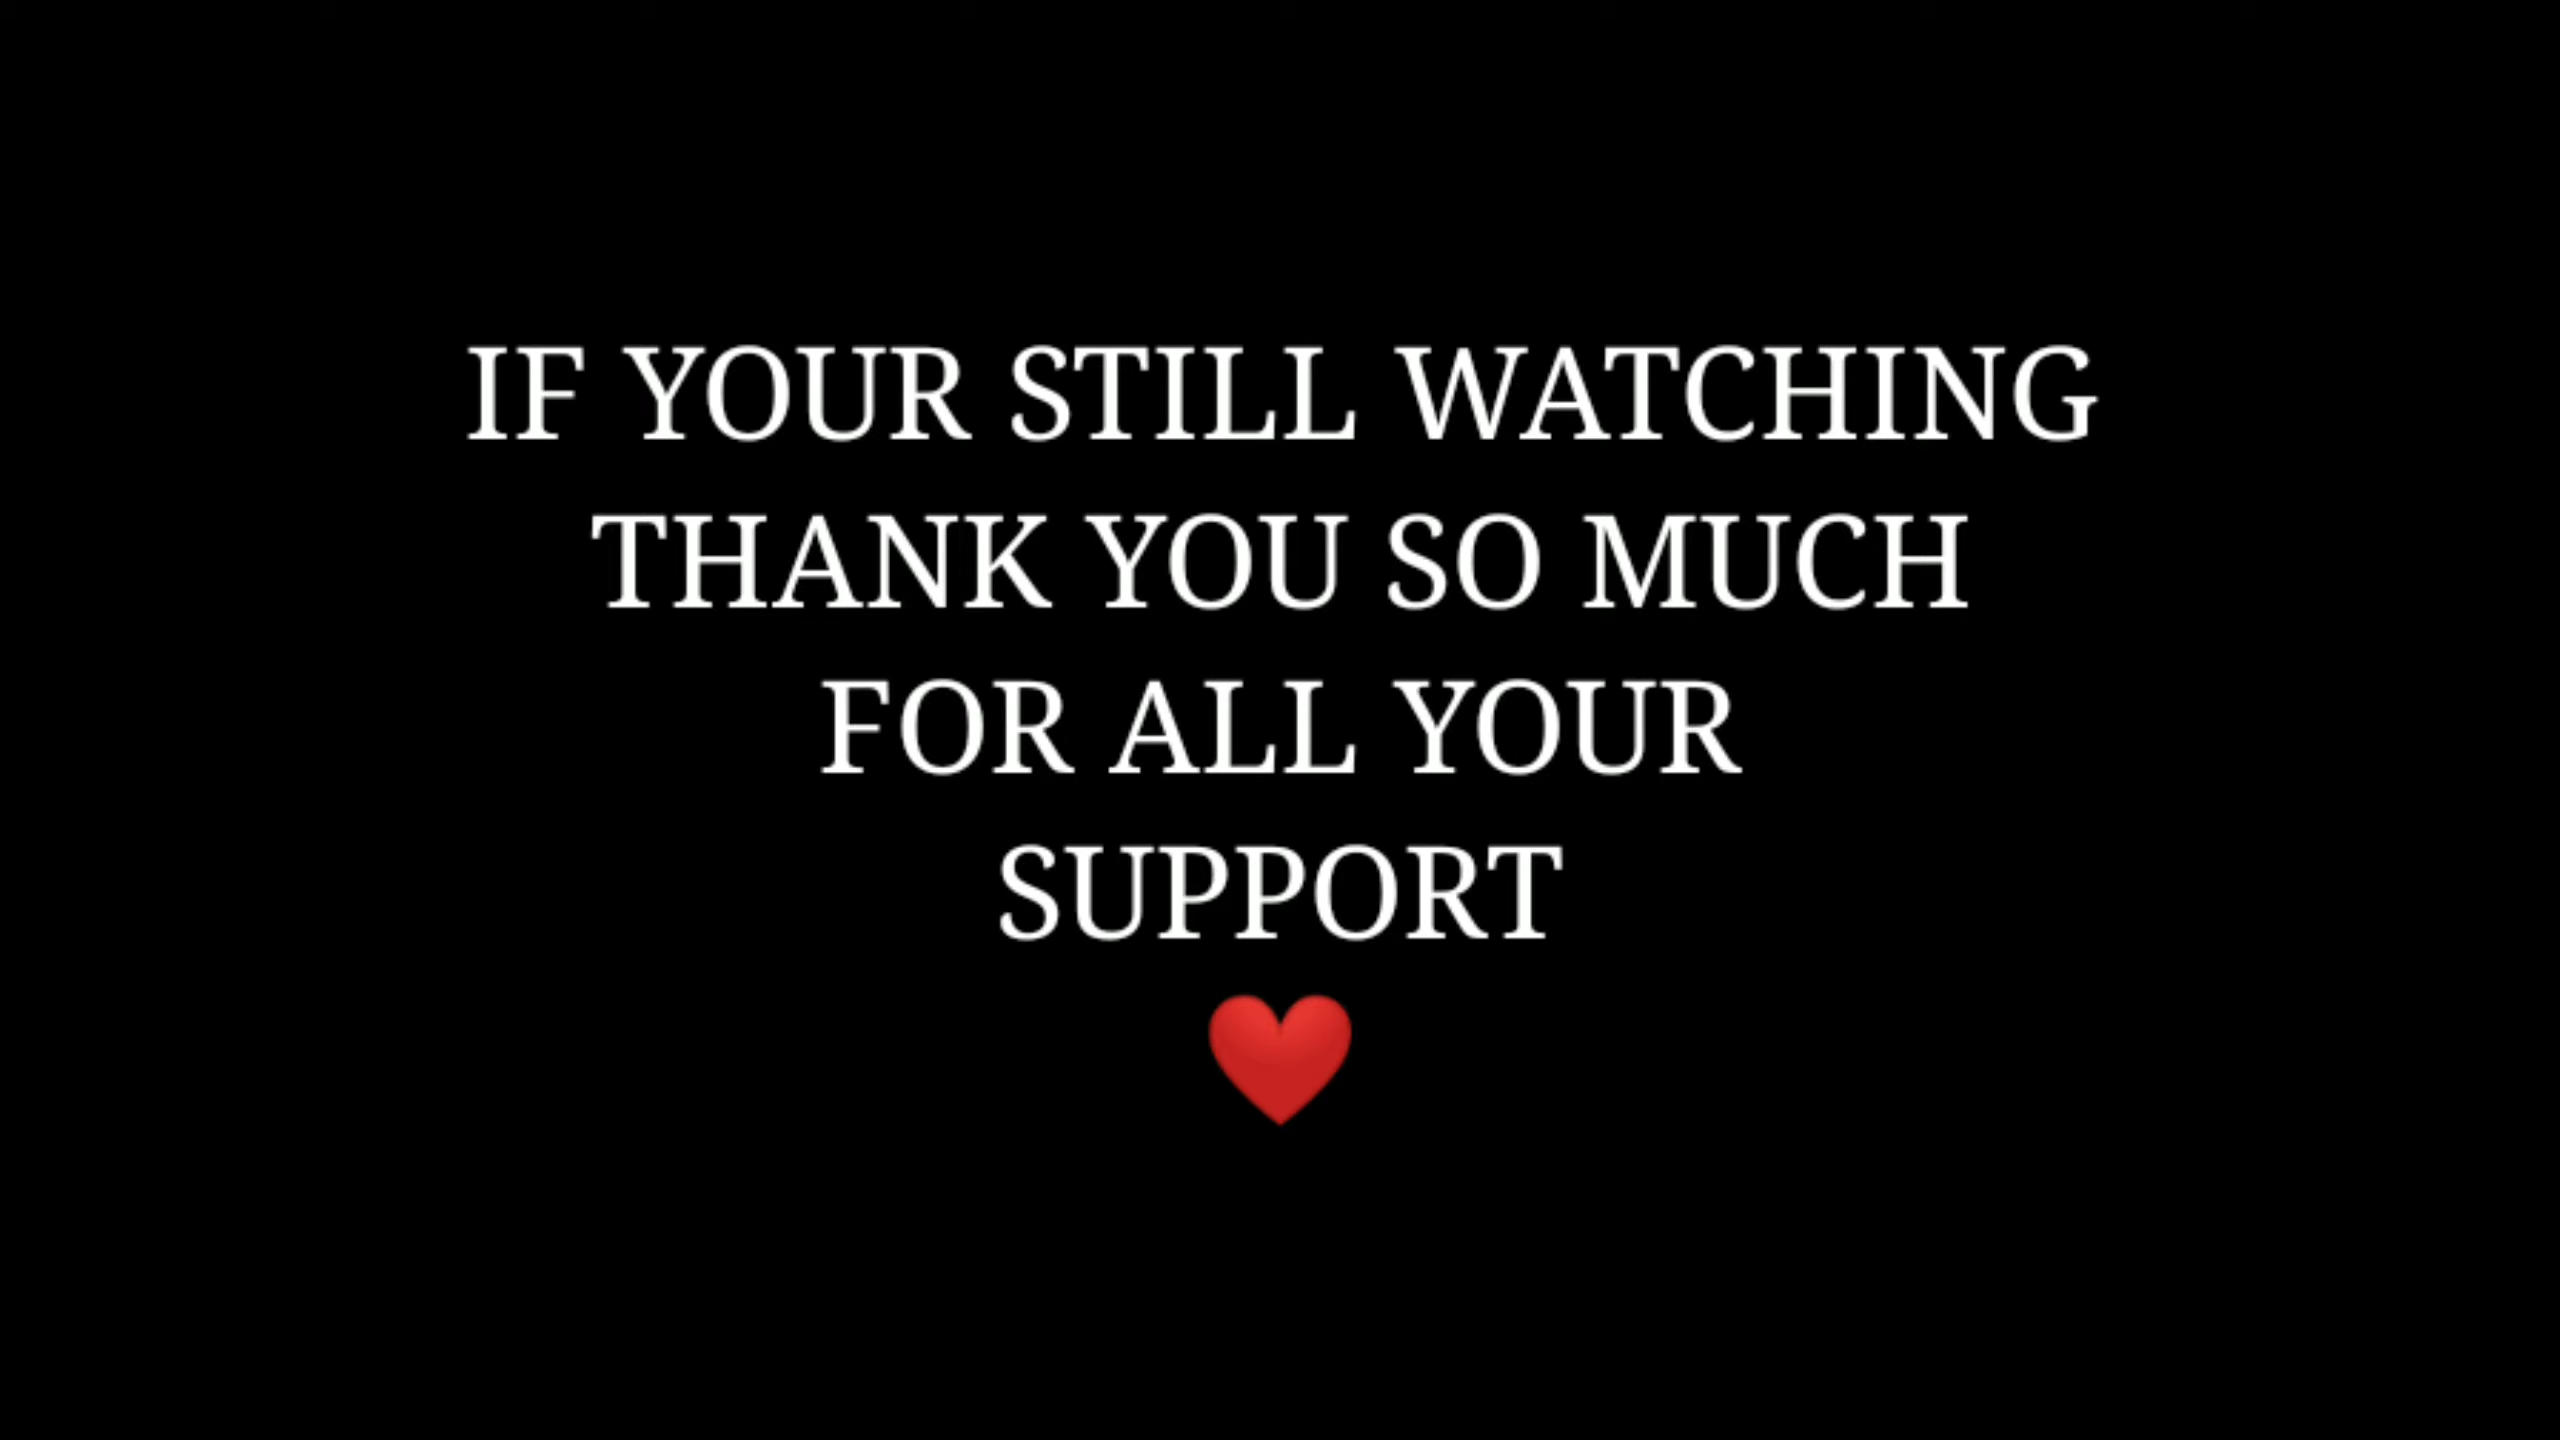 IF YOUR STILL WATCHING
THANK YOU SO MUCH
FOR ALL YOUR
SUPPORT
❤️